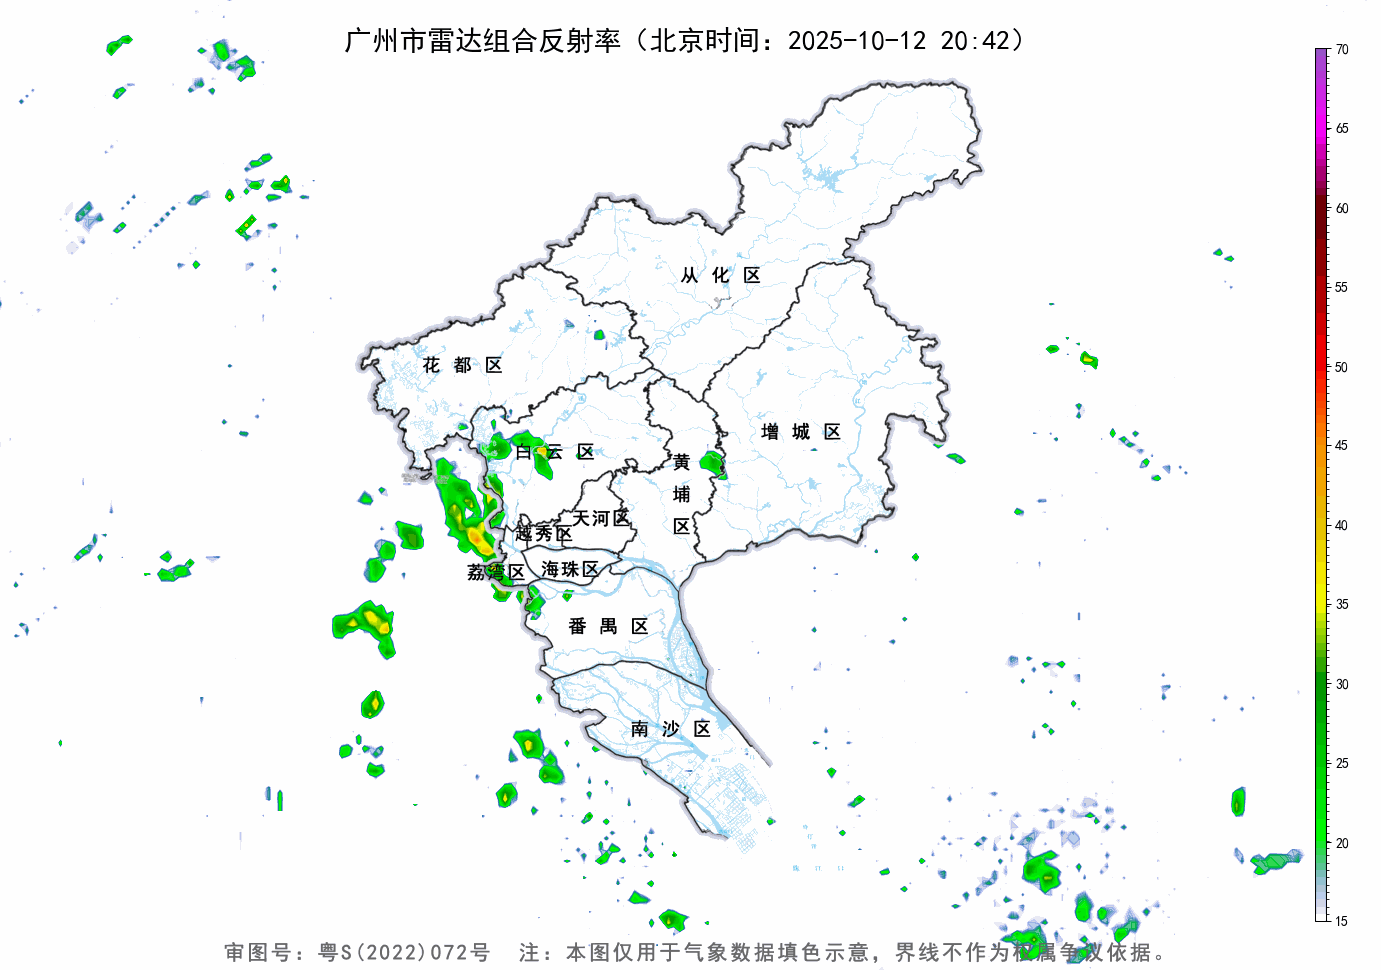 广州市雷达组合反射率（北京时间：2025-10-12 20:42）
70
65
60
55
50
45
40
35
30
25
20
15
从化区
花都区
增城区
白云区
黄埔区
天河区
越秀区
荔湾区
海珠区
番禺区
南沙区
审图号：粤S(2022)072号 注：本图仅用于气象数据填色示意，界线不作为权属争议依据。